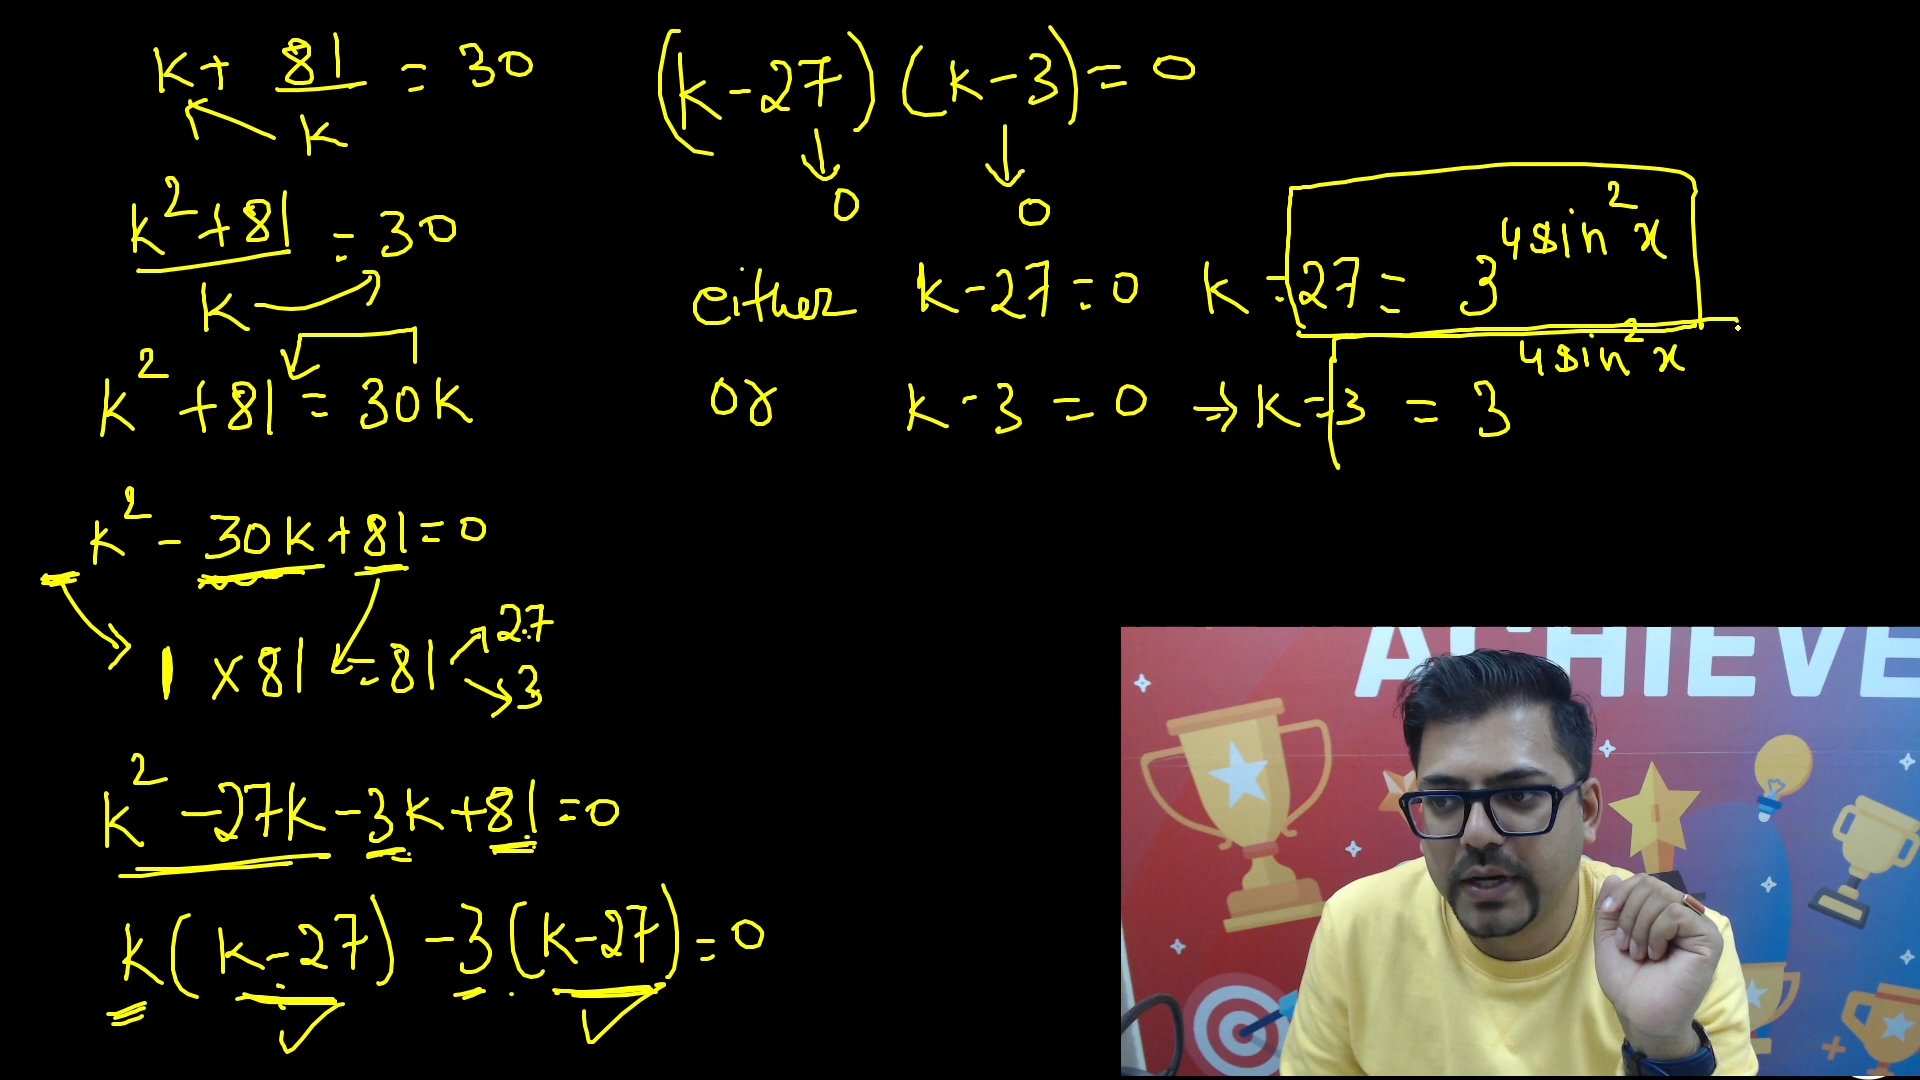 k + 81/k = 30
k² + 81/k = 30
k² + 81 = 30k
k² - 30k + 81 = 0
1 × 81 = 81
27
3
k² - 27k - 3k + 81 = 0
k(k - 27) - 3(k - 27) = 0
(k - 27)(k - 3) = 0
0 0
either k - 27 = 0 k = 27 = 3^4sin²x
or k - 3 = 0 ⇒ k = 3 = 3^4sin²x
ACHIEVE